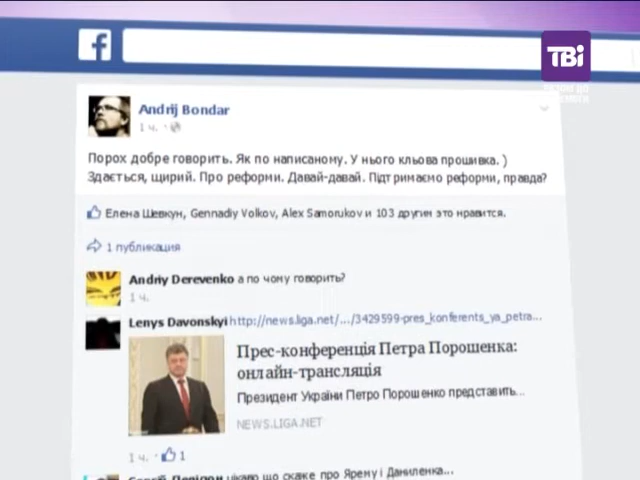 f
ТВі
Andrij Bondar
1 ч. ·
Порох добре говорить. Як по написаному. У нього кльова прошивка. )
Здається, щирий. Про реформи. Давай-давай. Підтримаємо реформи, правда?
Елена Шевкун, Gennadiy Volkov, Alex Samorukov и 103 другим это нравится.
1 публикация
Andriy Derevenko а по чому говорить?
1 ч.
Lenys Davonskyi http://news.liga.net/.../3429599-pres_konferents_ya_petra...
Прес-конференція Петра Порошенка:
онлайн-трансляція
Президент України Петро Порошенко представить...
NEWS.LIGA.NET
1 ч. · 1
цікаво що скаже про Ярему і Даниленка...